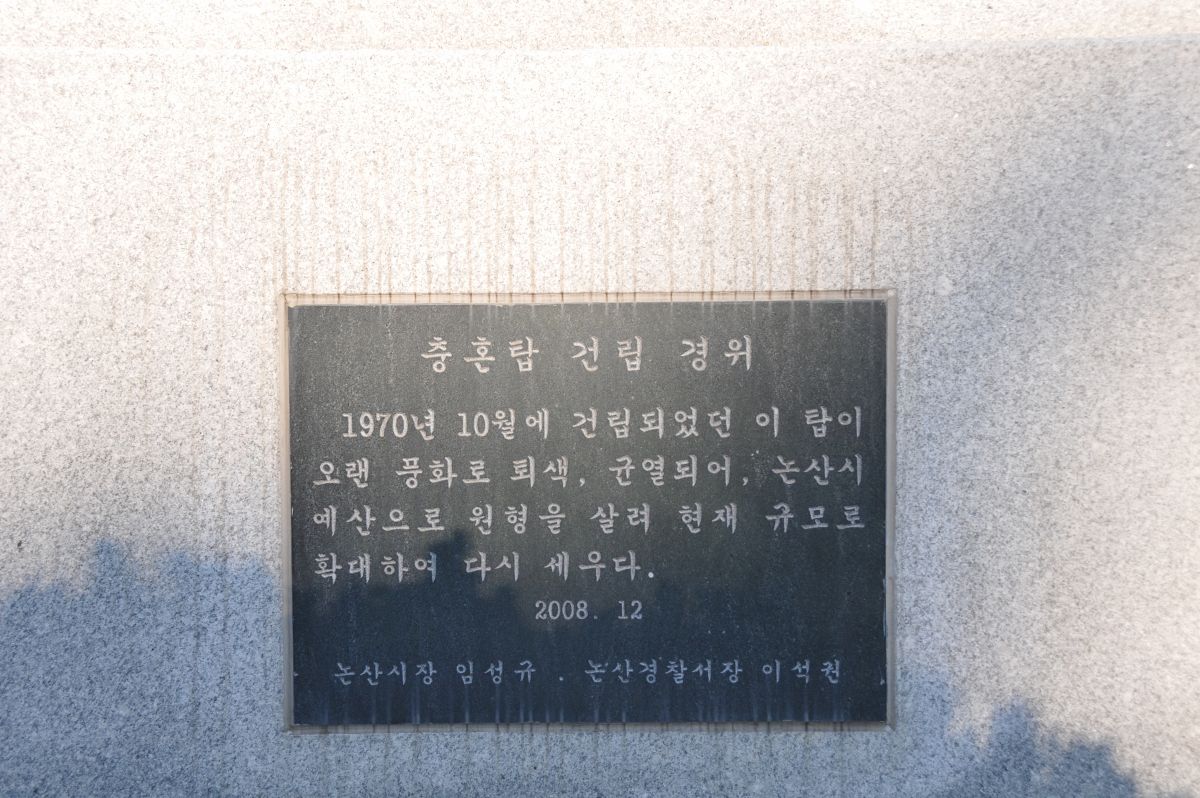 충혼탑 건립 경위
1970년 10월에 건립되었던 이 탑이
오랜 풍화로 퇴색, 균열되어, 논산시
예산으로 원형을 살려 현재 규모로
확대하여 다시 세우다.
2008. 12
논산시장 임성규 . 논산경찰서장 이석권